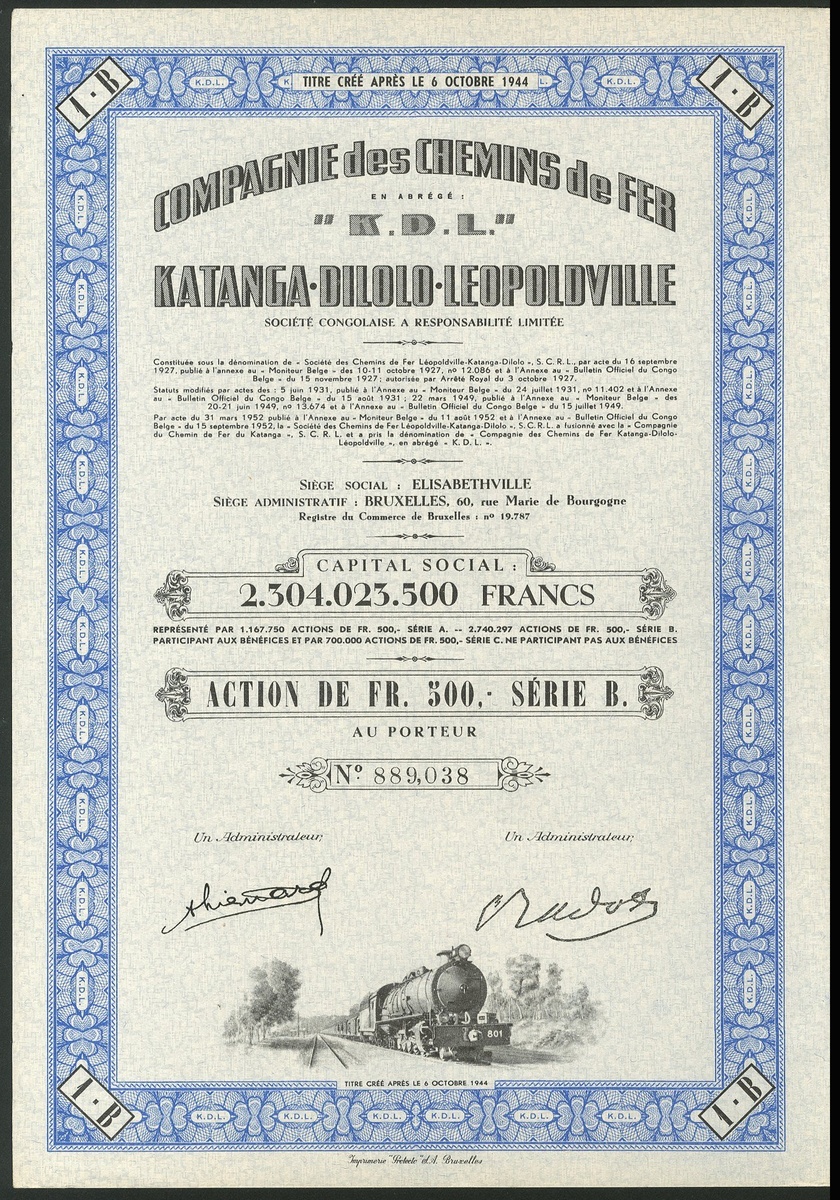 1-B
TITRE CRÉÉ APRÈS LE 6 OCTOBRE 1944
1-B
COMPAGNIE des CHEMINS de FER
EN ABRÉGÉ :
"K.D.L."
KATANGA-DILOLO-LEOPOLDVILLE
SOCIÉTÉ CONGOLAISE A RESPONSABILITÉ LIMITÉE
Constituée sous la dénomination de « Société des Chemins de Fer Léopoldville-Katanga-Dilolo », S. C. R. L., par acte du 16 septembre
1927, publié à l'annexe au « Moniteur Belge » des 10-11 octobre 1927, nº 12.086 et à l'Annexe au « Bulletin Officiel du Congo
Belge » du 15 novembre 1927 ; autorisée par Arrêté Royal du 3 octobre 1927.
Statuts modifiés par actes des : 5 juin 1931, publié à l'Annexe au « Moniteur Belge » du 24 juillet 1931, nº 11.402 et à l'Annexe
au « Bulletin Officiel du Congo Belge » du 15 août 1931 ; 22 mars 1949, publié à l'Annexe au « Moniteur Belge » des
20-21 juin 1949, nº 13.674 et à l'Annexe au « Bulletin Officiel du Congo Belge » du 15 juillet 1949.
Par acte du 31 mars 1952 publié à l'Annexe au « Moniteur Belge » du 11 août 1952 et à l'Annexe au « Bulletin Officiel du Congo
Belge » du 15 septembre 1952, la « Société des Chemins de Fer Léopoldville-Katanga-Dilolo », S. C. R. L. a fusionné avec la « Compagnie
du Chemin de Fer du Katanga », S. C. R. L. et a pris la dénomination de « Compagnie des Chemins de Fer Katanga-Dilolo-
Léopoldville », en abrégé « K. D. L. ».
SIÈGE SOCIAL : ELISABETHVILLE
SIÈGE ADMINISTRATIF : BRUXELLES, 60, rue Marie de Bourgogne
Registre du Commerce de Bruxelles : nº 19.787
CAPITAL SOCIAL :
2.304.023.500 FRANCS
REPRÉSENTÉ PAR 1.167.750 ACTIONS DE FR. 500,- SÉRIE A. -- 2.740.297 ACTIONS DE FR. 500,- SÉRIE B.
PARTICIPANT AUX BÉNÉFICES ET PAR 700.000 ACTIONS DE FR. 500,- SÉRIE C. NE PARTICIPANT PAS AUX BÉNÉFICES
ACTION DE FR. 500,- SÉRIE B.
AU PORTEUR
Nº 889,038
Un Administrateur,
Un Administrateur,
801
TITRE CRÉÉ APRÈS LE 6 OCTOBRE 1944
1-B
K.D.L.
1-B